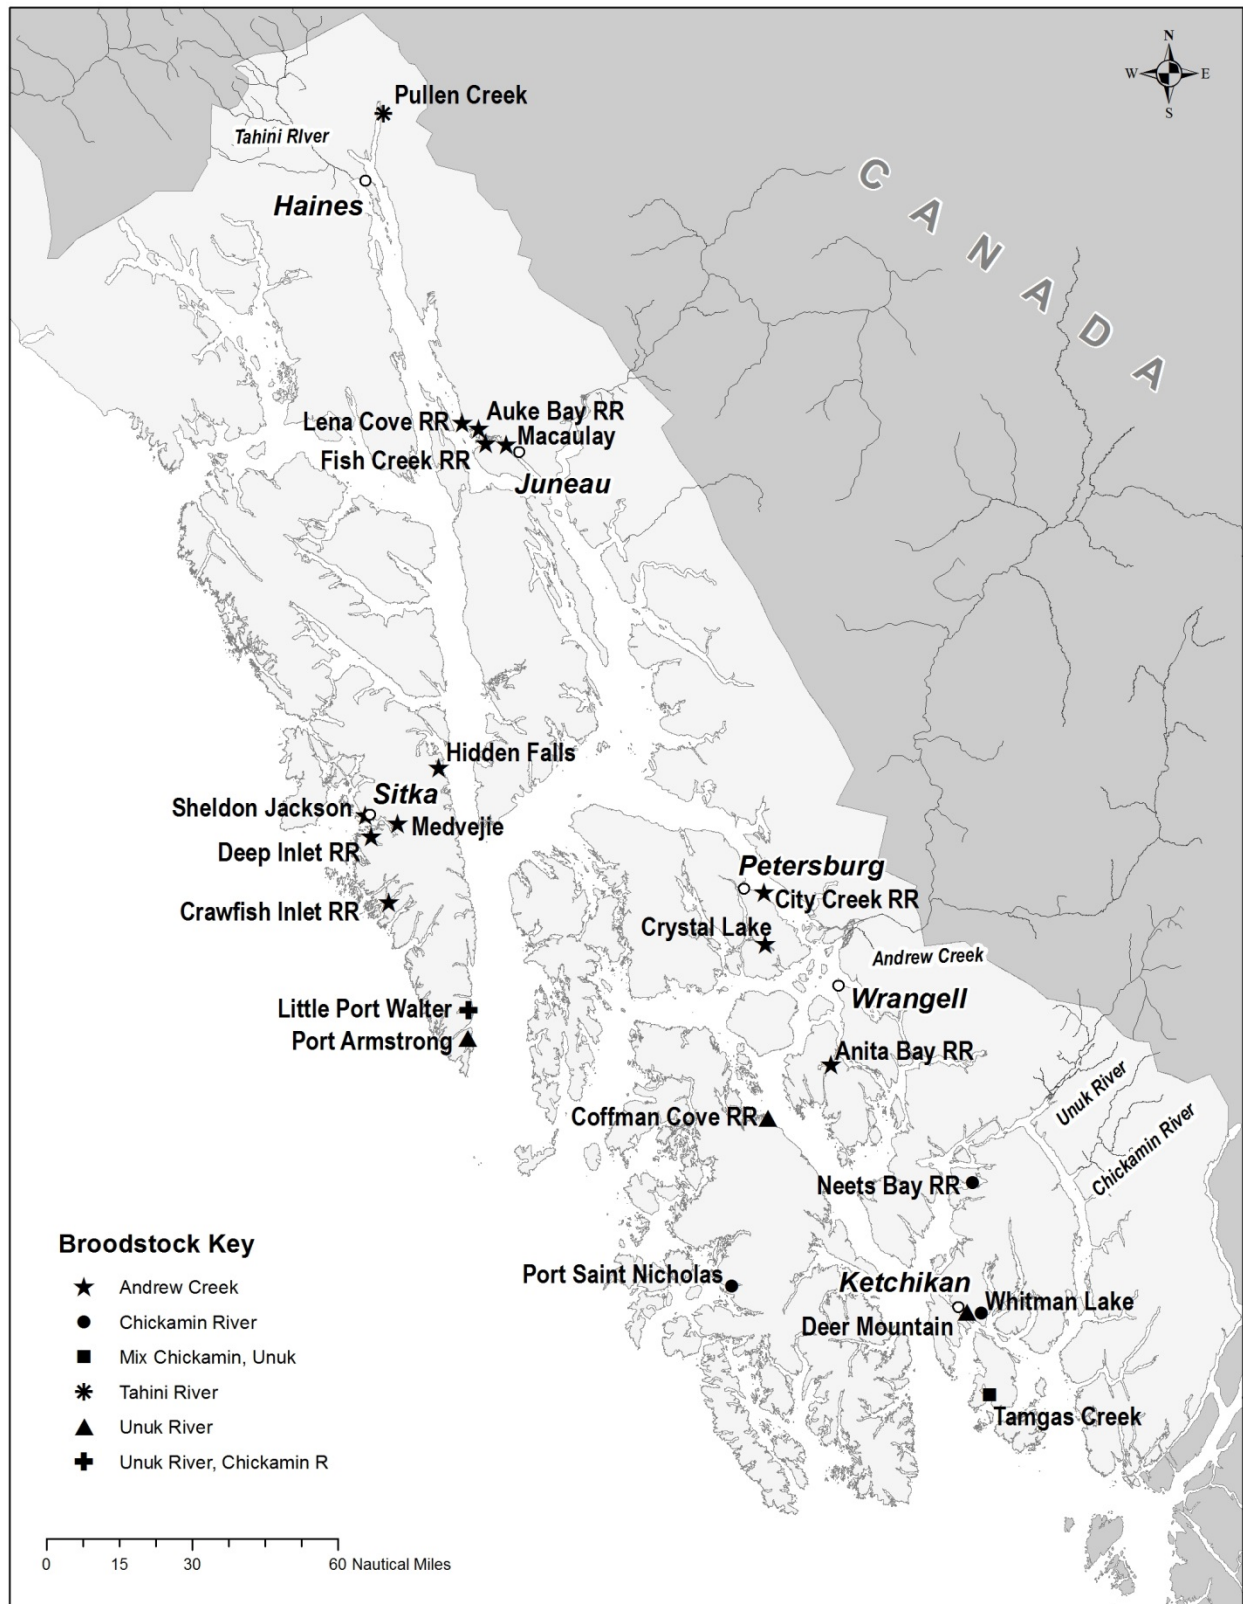 N
W E
S
Pullen Creek
Tahini RIver
Haines
CANADA
Lena Cove RR
Auke Bay RR
Macaulay
Fish Creek RR
Juneau
Hidden Falls
Sitka
Sheldon Jackson
Medvejie
Deep Inlet RR
Crawfish Inlet RR
Petersburg
City Creek RR
Crystal Lake
Andrew Creek
Wrangell
Little Port Walter
Port Armstrong
Anita Bay RR
Unuk River
Coffman Cove RR
Chickamin River
Neets Bay RR
Port Saint Nicholas
Ketchikan
Whitman Lake
Deer Mountain
Tamgas Creek
Broodstock Key
Andrew Creek
Chickamin River
Mix Chickamin, Unuk
Tahini River
Unuk River
Unuk River, Chickamin R
0 15 30 60 Nautical Miles